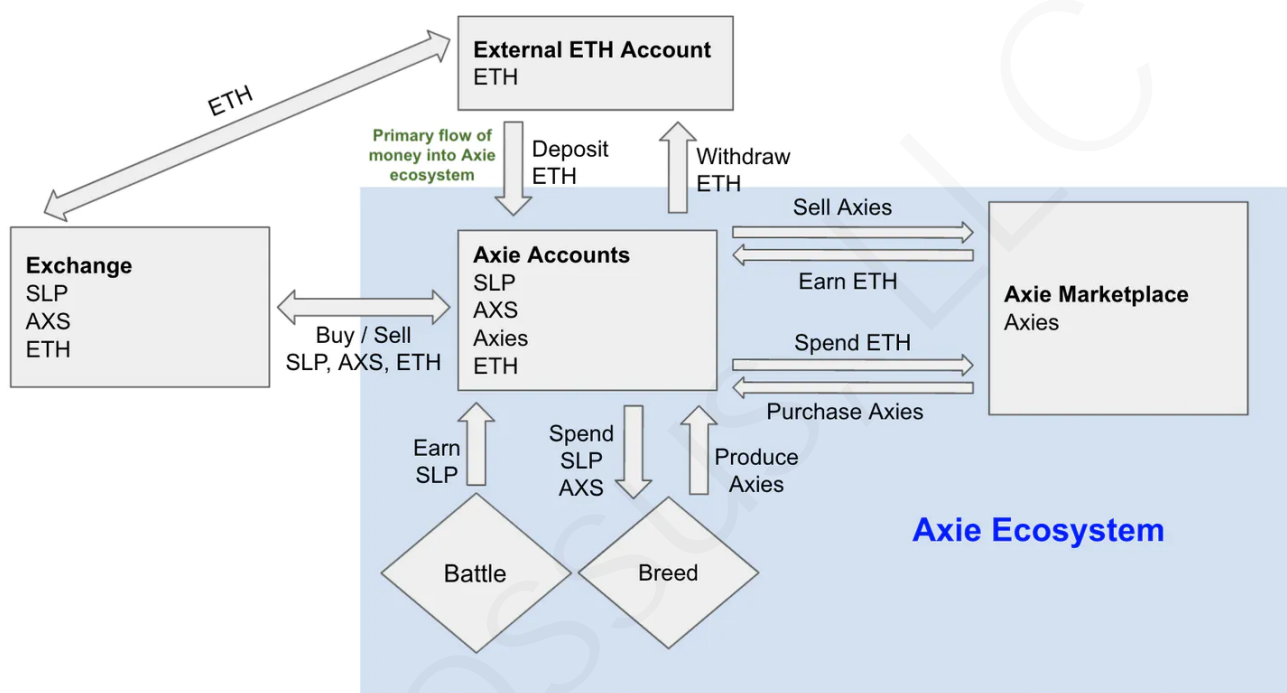 External ETH Account
ETH
ETH
Primary flow of
money into Axie
ecosystem
Deposit
ETH
Withdraw
ETH
Exchange
SLP
AXS
ETH
Buy / Sell
SLP, AXS, ETH
Axie Accounts
SLP
AXS
Axies
ETH
Sell Axies
Earn ETH
Spend ETH
Purchase Axies
Axie Marketplace
Axies
Earn
SLP
Spend
SLP
AXS
Produce
Axies
Battle
Breed
Axie Ecosystem
LLC